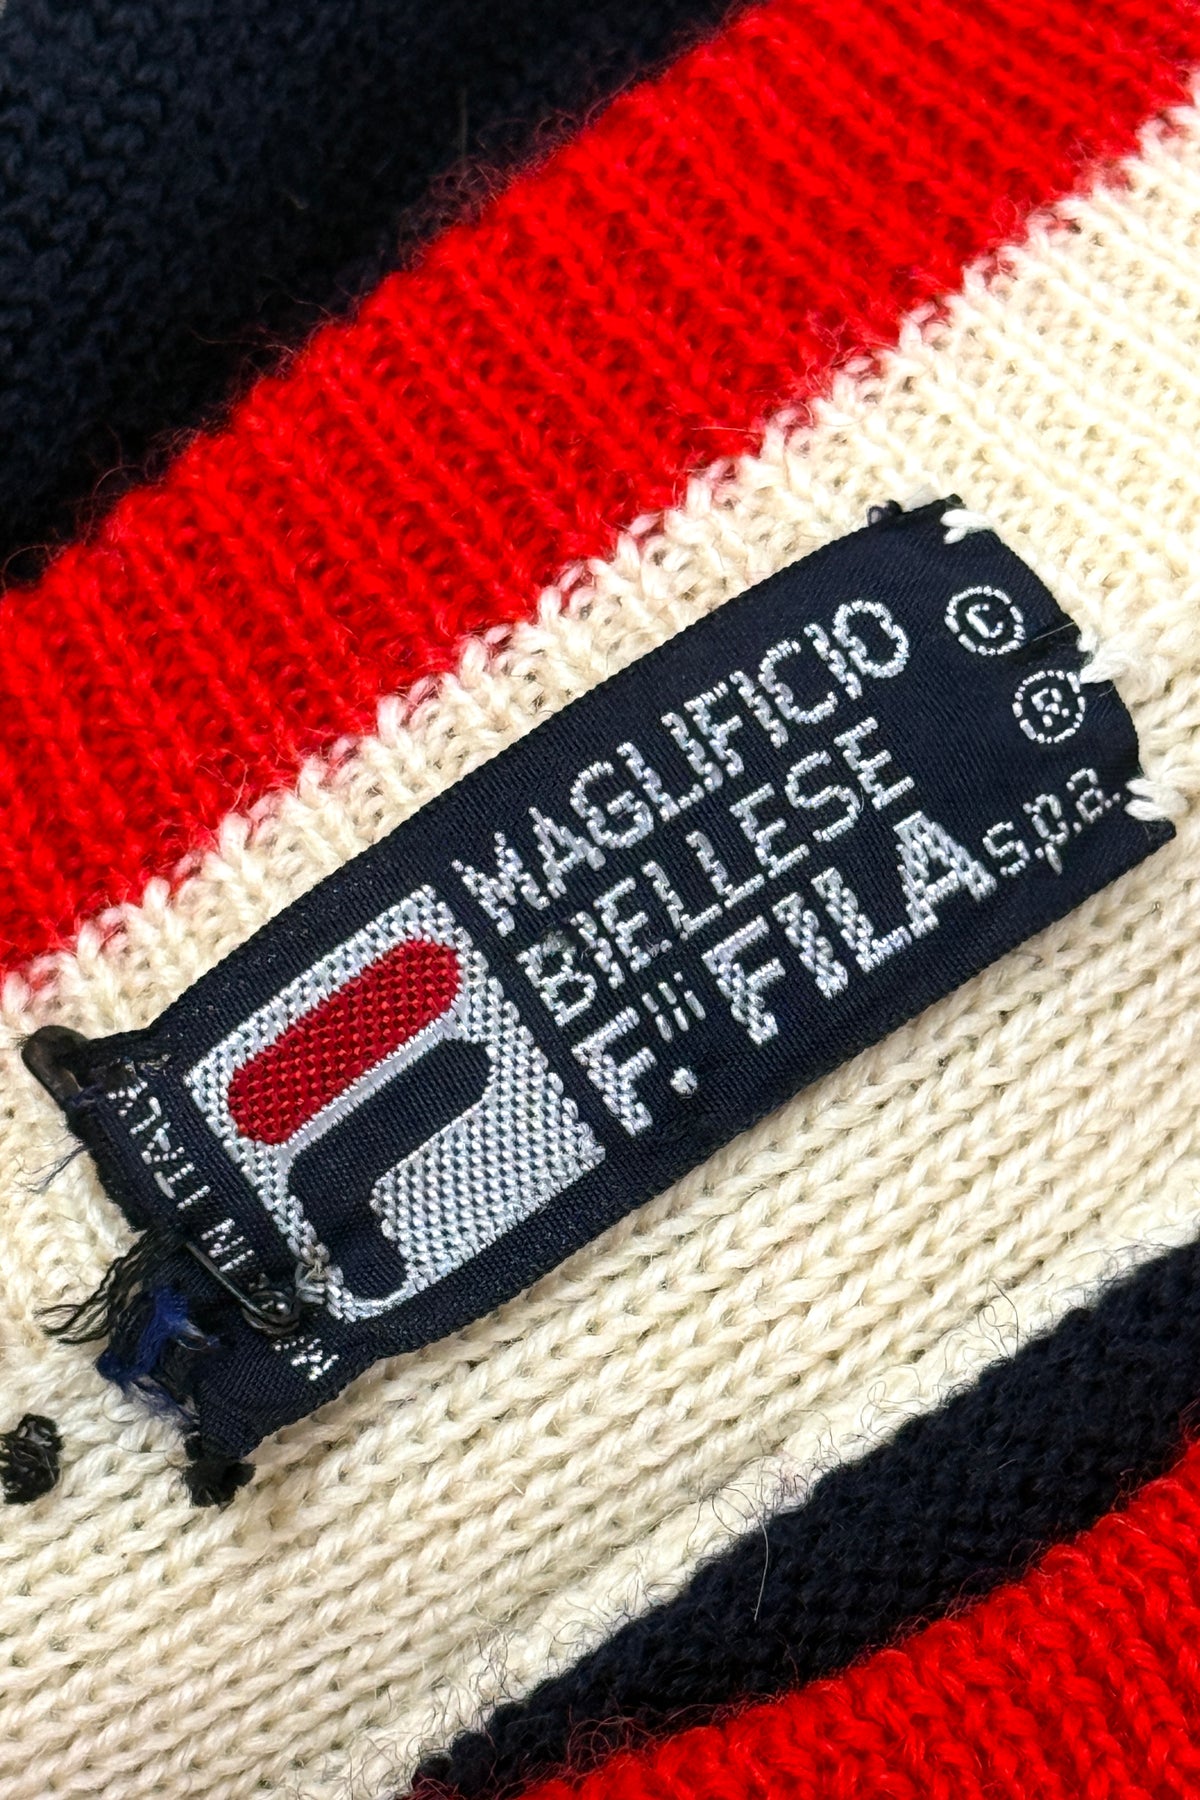 MAGLIFICIO ©
BIELLESE ®
F.lli FILA s.p.a.
MADE IN ITALY